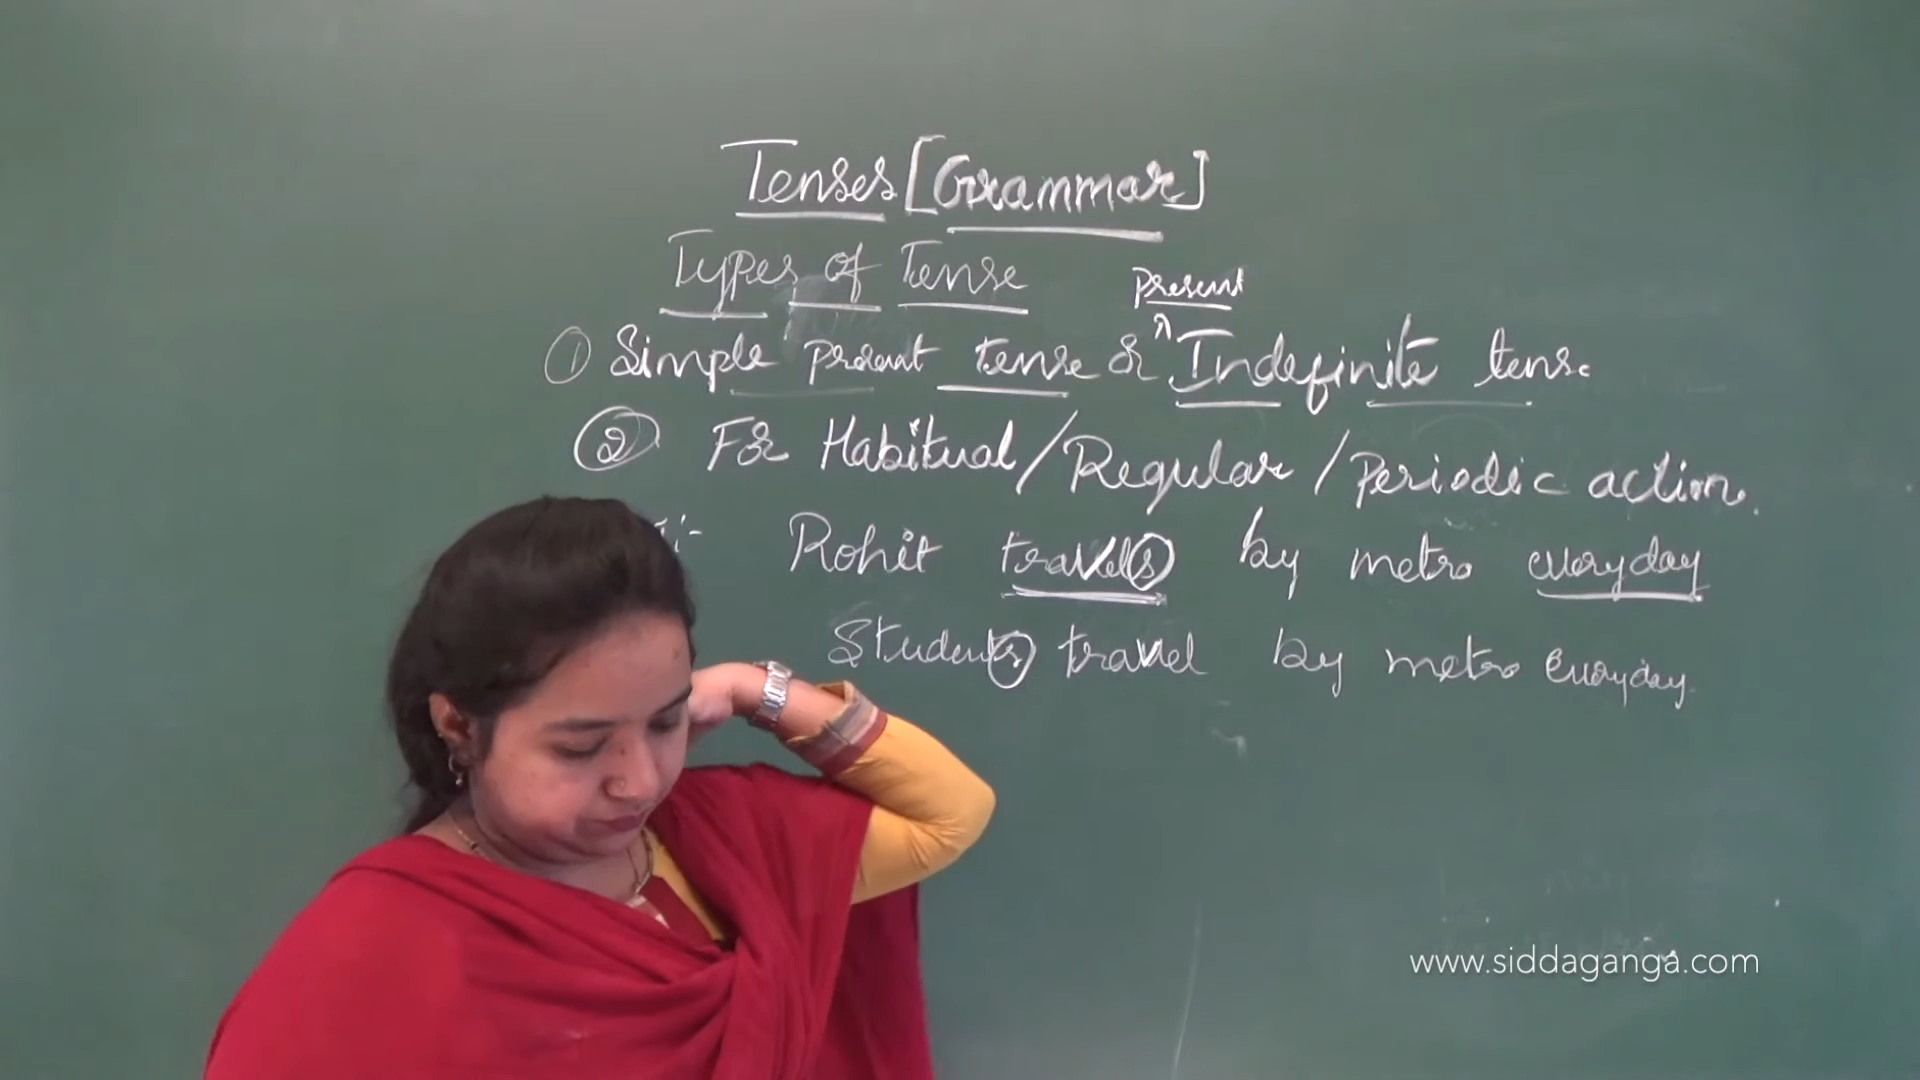 Tenses [Grammar]
Types of Tense
present
① Simple present tense or ^ Indefinite tense
② For Habitual/Regular/Periodic action.
Rohit travels by metro everyday
Students travel by metro everyday.
www.siddaganga.com